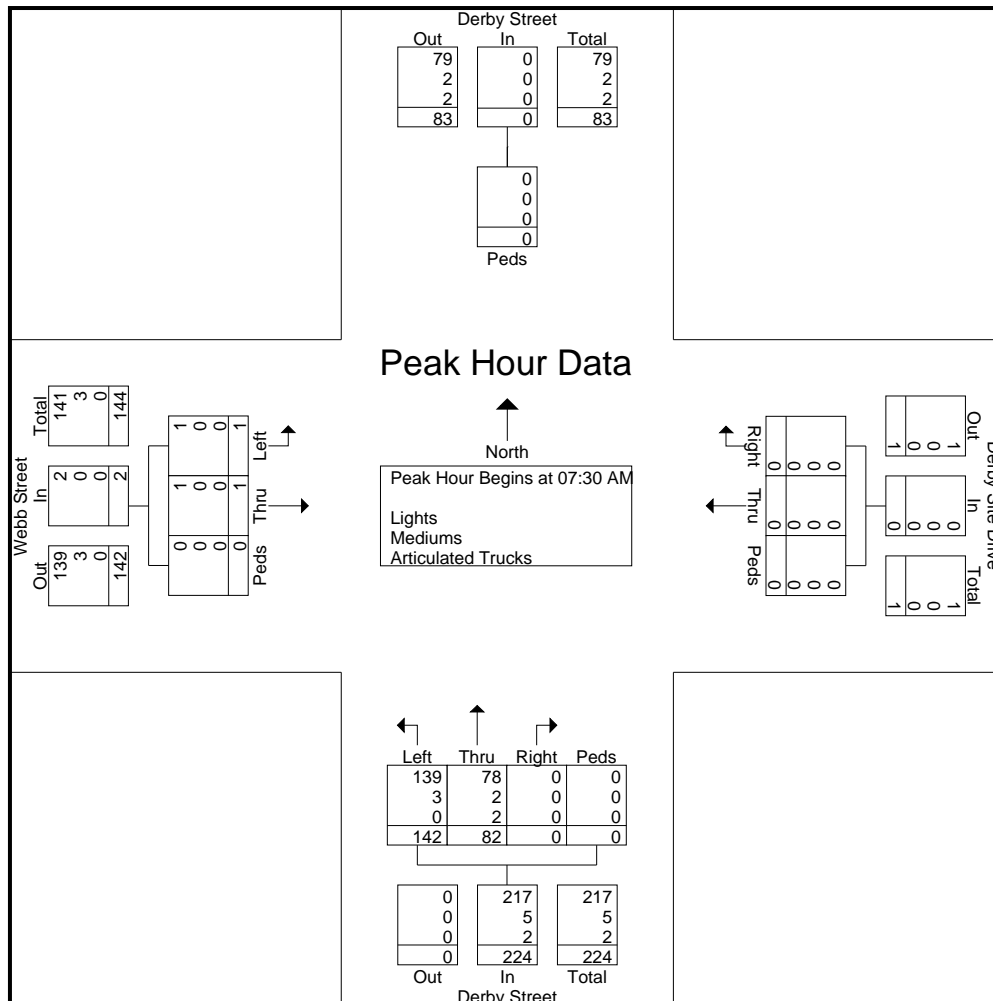 Derby Street
Out In Total
79 0 79
2 0 2
2 0 2
83 0 83
0
0
0
0
Peds
Peak Hour Data
North
Peak Hour Begins at 07:30 AM
Lights
Mediums
Articulated Trucks
Webb Street
Out In Total
139 2 141
3 0 3
0 0 0
142 2 144
Left
1 0 0 1
Thru
1 0 0 1
Peds
0 0 0 0
Right
0 0 0 0
Thru
0 0 0 0
Peds
0 0 0 0
Out In Total
1 0 1
0 0 0
0 0 0
1 0 1
Derby Site Drive
Left Thru Right Peds
139 78 0 0
3 2 0 0
0 2 0 0
142 82 0 0
0 217 217
0 5 5
0 2 2
0 224 224
Out In Total
Derby Street